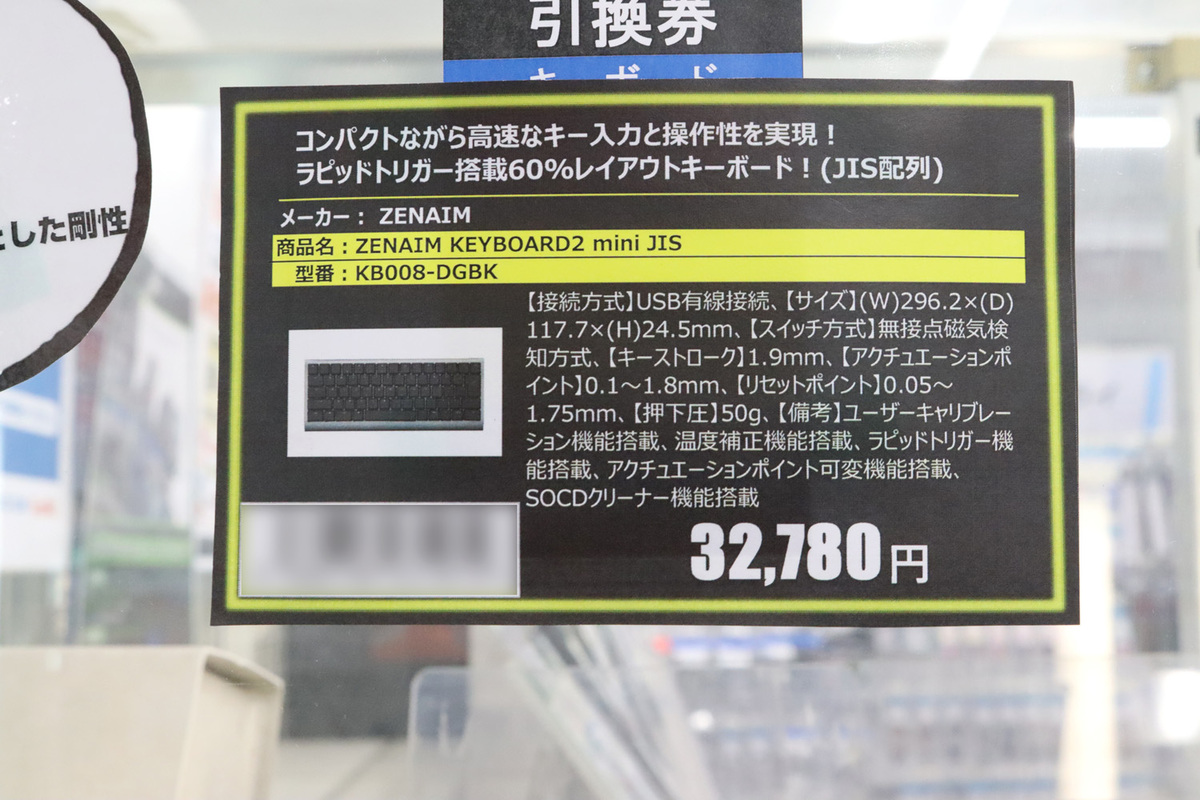 引換券
キーボード
とした剛性
コンパクトながら高速なキー入力と操作性を実現！
ラピッドトリガー搭載60%レイアウトキーボード！(JIS配列)
メーカー： ZENAIM
商品名：ZENAIM KEYBOARD2 mini JIS
型番：KB008-DGBK
【接続方式】USB有線接続、【サイズ】(W)296.2×(D)
117.7×(H)24.5mm、【スイッチ方式】無接点磁気検
知方式、【キーストローク】1.9mm、【アクチュエーションポ
イント】0.1～1.8mm、【リセットポイント】0.05～
1.75mm、【押下圧】50g、【備考】ユーザーキャリブレー
ション機能搭載、温度補正機能搭載、ラピッドトリガー機
能搭載、アクチュエーションポイント可変機能搭載、
SOCDクリーナー機能搭載
32,780円